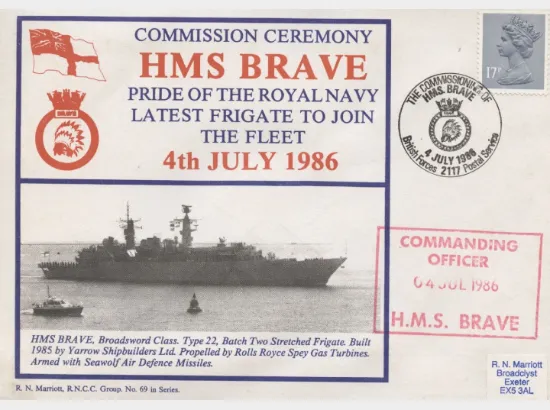 COMMISSION CEREMONY
HMS BRAVE
PRIDE OF THE ROYAL NAVY
LATEST FRIGATE TO JOIN
THE FLEET
4th JULY 1986
17P
THE COMMISSIONING OF
H.M.S. BRAVE
4 JULY 1986
British Forces 2117 Postal Service
COMMANDING
OFFICER
04 JUL 1986
H.M.S. BRAVE
HMS BRAVE, Broadsword Class. Type 22, Batch Two Stretched Frigate. Built
1985 by Yarrow Shipbuilders Ltd. Propelled by Rolls Royce Spey Gas Turbines.
Armed with Seawolf Air Defence Missiles.
R. N. Marriott, R.N.C.C. Group. No. 69 in Series.
R. N. Marriott
Broadclyst
Exeter
EX5 3AL